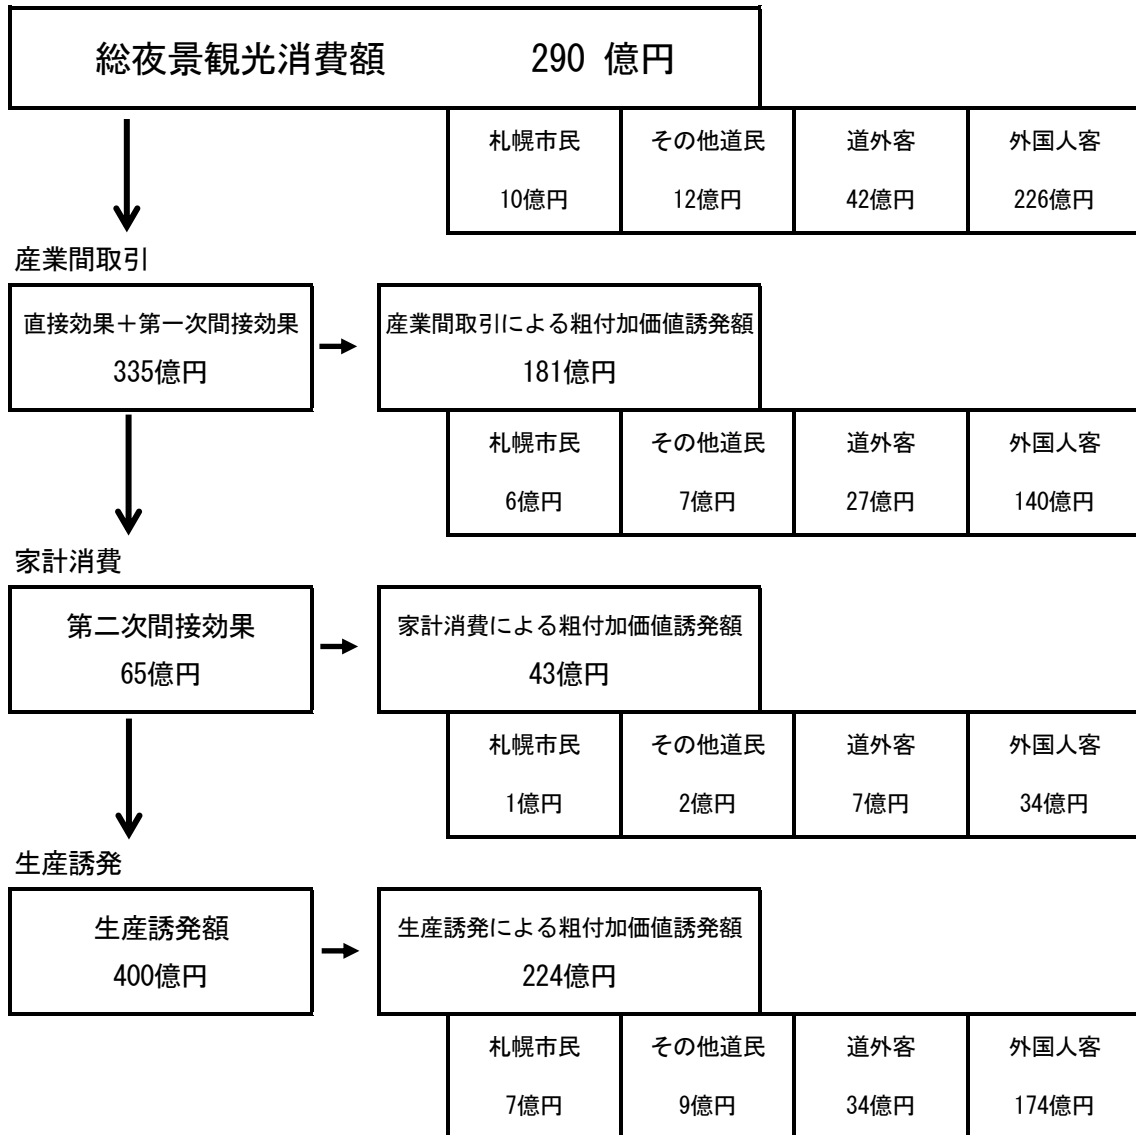 総夜景観光消費額 290 億円
札幌市民 その他道民 道外客 外国人客
10億円 12億円 42億円 226億円
産業間取引
直接効果＋第一次間接効果 産業間取引による粗付加価値誘発額
335億円 181億円
札幌市民 その他道民 道外客 外国人客
6億円 7億円 27億円 140億円
家計消費
第二次間接効果 家計消費による粗付加価値誘発額
65億円 43億円
札幌市民 その他道民 道外客 外国人客
1億円 2億円 7億円 34億円
生産誘発
生産誘発額 生産誘発による粗付加価値誘発額
400億円 224億円
札幌市民 その他道民 道外客 外国人客
7億円 9億円 34億円 174億円